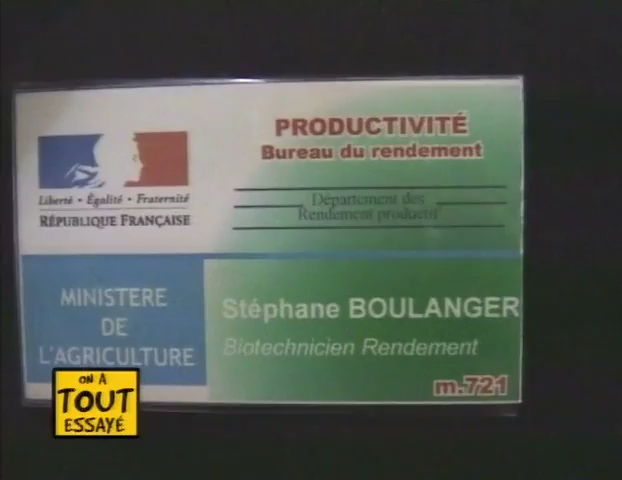 PRODUCTIVITÉ
Bureau du rendement
Département des
Rendement productif
Liberté • Égalité • Fraternité
RÉPUBLIQUE FRANÇAISE
MINISTERE
DE
L'AGRICULTURE
Stéphane BOULANGER
Biotechnicien Rendement
m.721
ON A
TOUT
ESSAYÉ